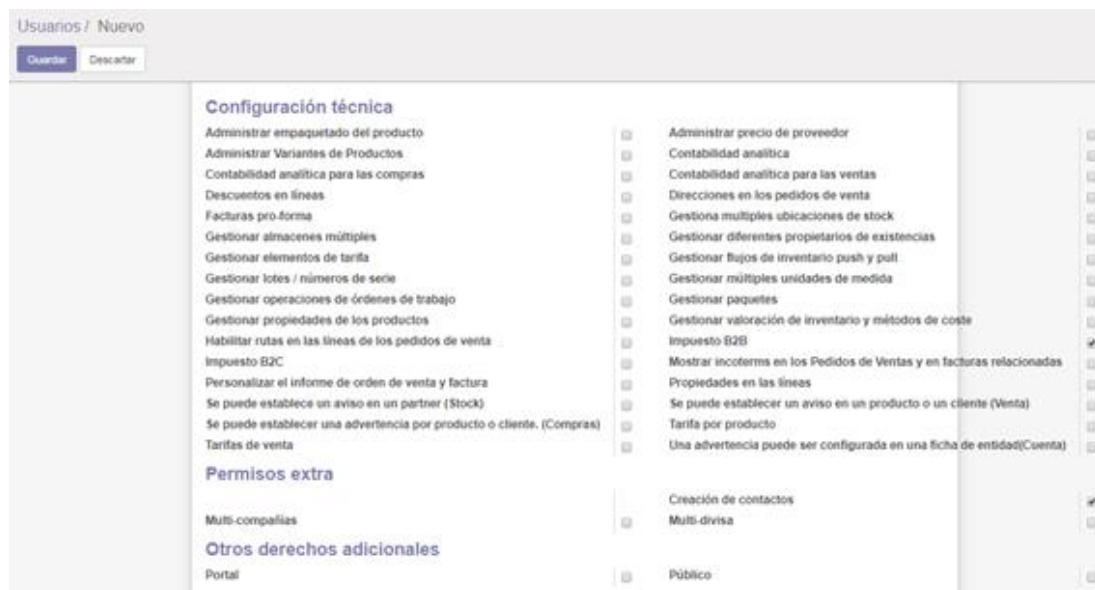 Usuarios / Nuevo
Guardar Descartar
Configuración técnica
Administrar empaquetado del producto Administrar precio de proveedor
Administrar Variantes de Productos Contabilidad analítica
Contabilidad analítica para las compras Contabilidad analítica para las ventas
Descuentos en líneas Direcciones en los pedidos de venta
Facturas pro-forma Gestiona multiples ubicaciones de stock
Gestionar almacenes múltiples Gestionar diferentes propietarios de existencias
Gestionar elementos de tarifa Gestionar flujos de inventario push y pull
Gestionar lotes / números de serie Gestionar múltiples unidades de medida
Gestionar operaciones de órdenes de trabajo Gestionar paquetes
Gestionar propiedades de los productos Gestionar valoración de inventario y métodos de coste
Habilitar rutas en las líneas de los pedidos de venta Impuesto B2B
Impuesto B2C Mostrar incoterms en los Pedidos de Ventas y en facturas relacionadas
Personalizar el informe de orden de venta y factura Propiedades en las líneas
Se puede establece un aviso en un partner (Stock) Se puede establecer un aviso en un producto o un cliente (Venta)
Se puede establecer una advertencia por producto o cliente. (Compras) Tarifa por producto
Tarifas de venta Una advertencia puede ser configurada en una ficha de entidad(Cuenta)
Permisos extra
Creación de contactos
Multi-compañías Multi-divisa
Otros derechos adicionales
Portal Público